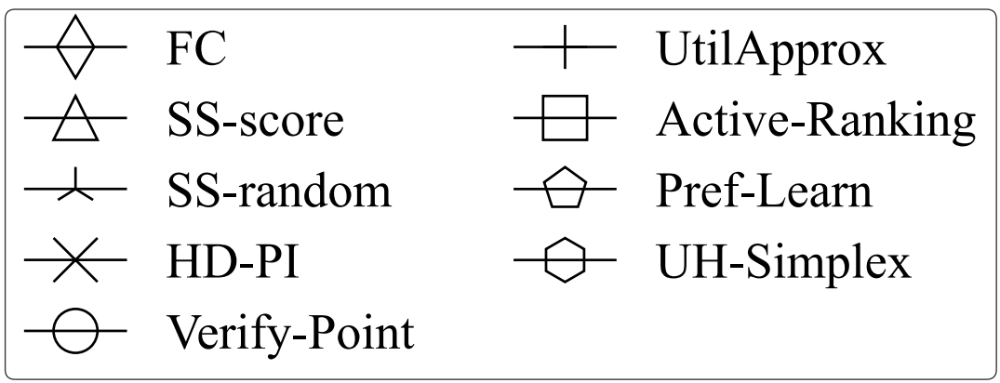 FC
SS-score
SS-random
HD-PI
Verify-Point
UtilApprox
Active-Ranking
Pref-Learn
UH-Simplex